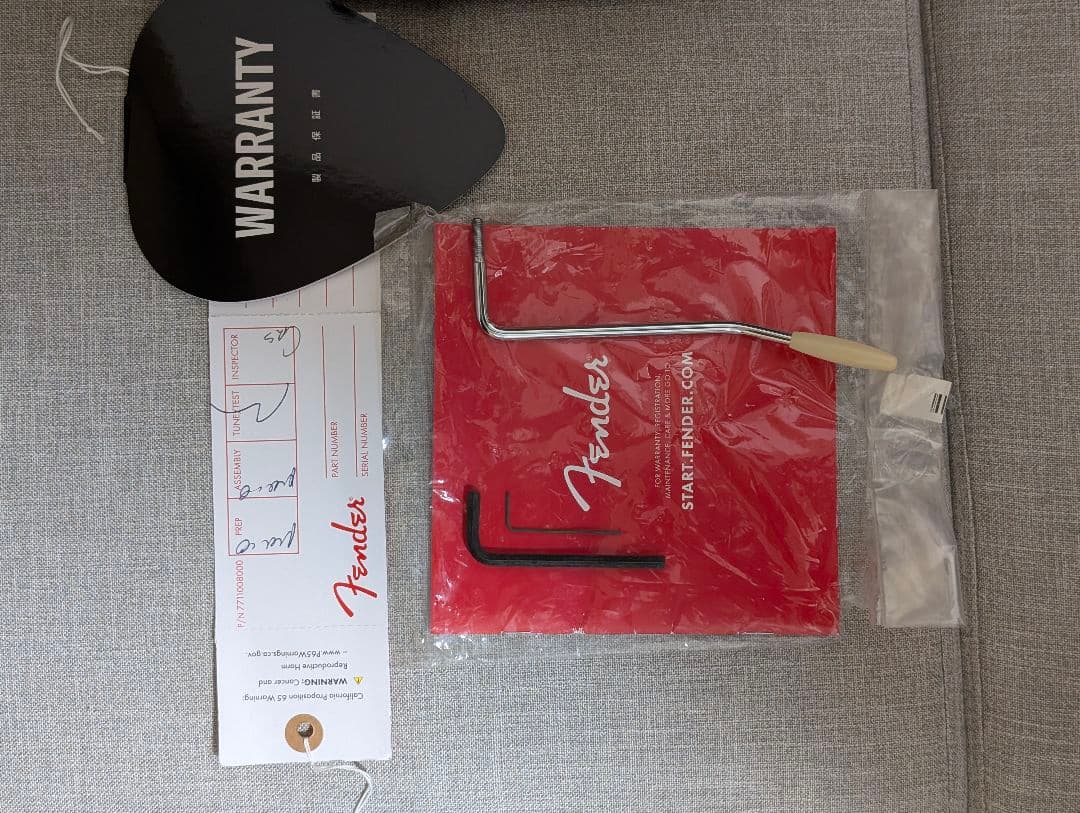 WARRANTY
製品保証書
P/N 7711008000
PREP
ASSEMBLY
TUNE/TEST
INSPECTOR
PART NUMBER
SERIAL NUMBER
Fender®
California Proposition 65 Warning:
⚠ WARNING: Cancer and
Reproductive Harm
– www.P65Warnings.ca.gov.
Fender®
FOR WARRANTY, REGISTRATION,
MAINTENANCE, CARE & MORE GO TO
START.FENDER.COM